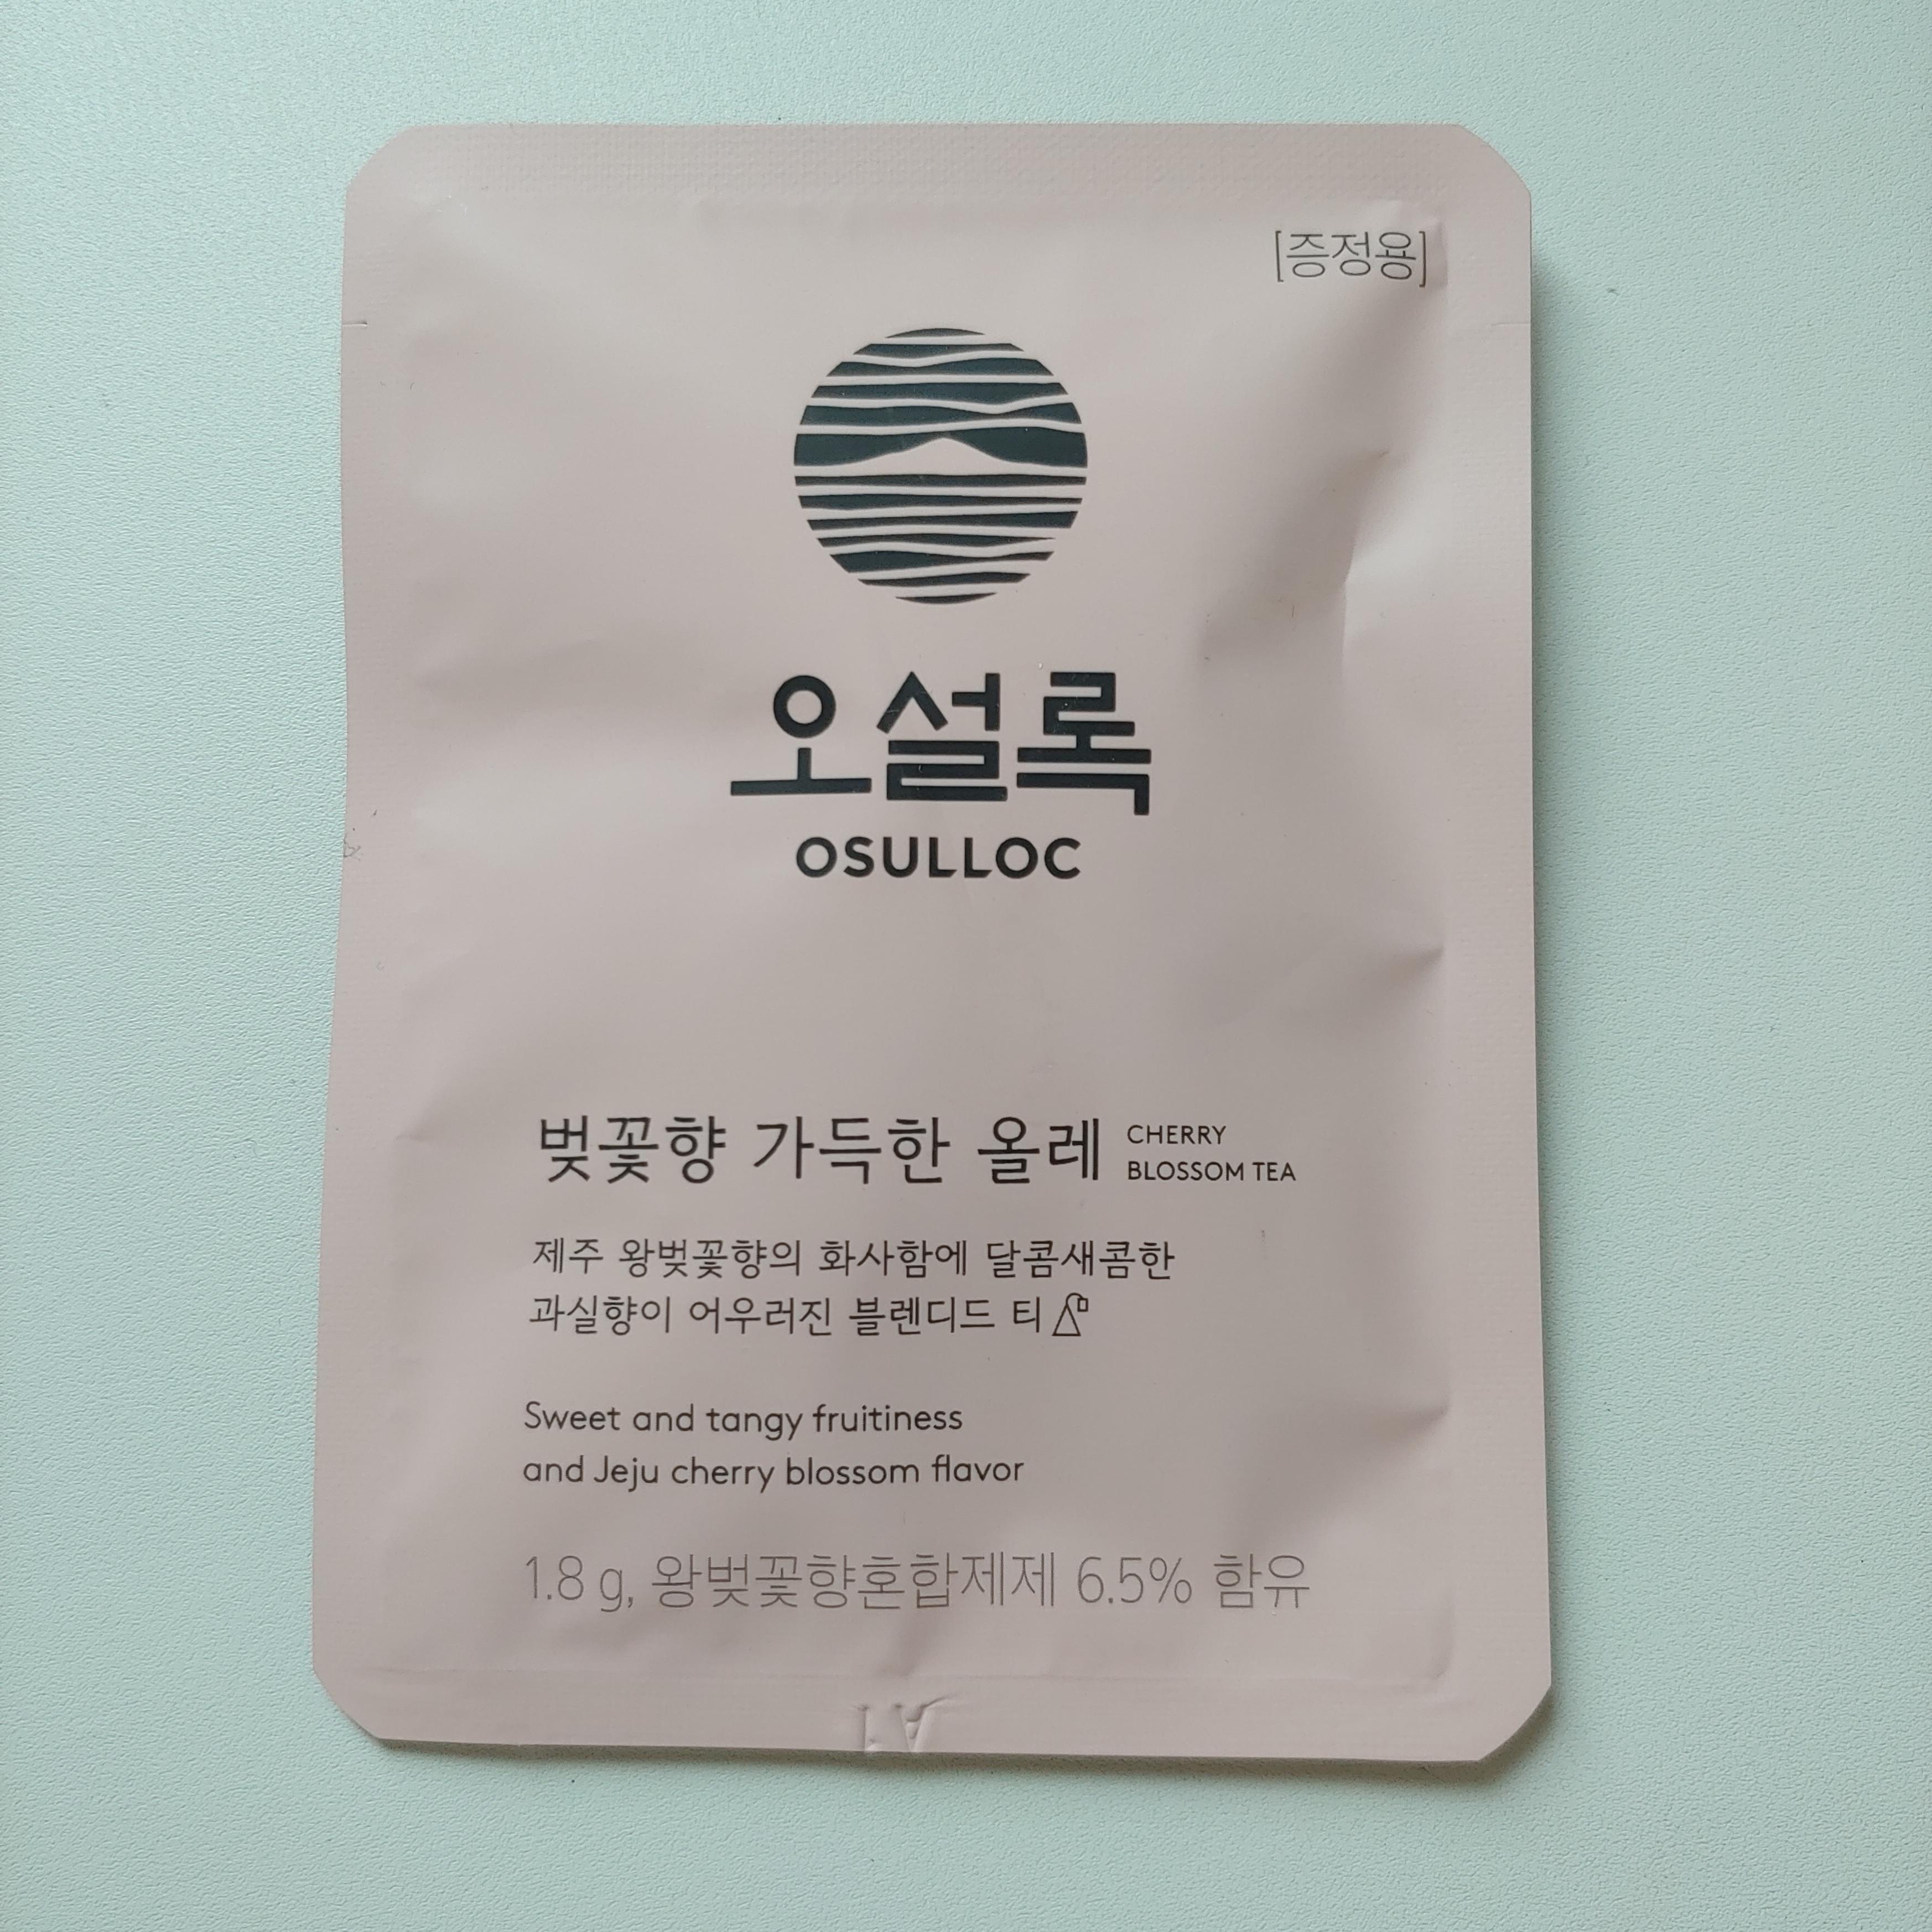 [증정용]
오설록
OSULLOC
벚꽃향 가득한 올레 CHERRY
BLOSSOM TEA
제주 왕벚꽃향의 화사함에 달콤새콤한
과실향이 어우러진 블렌디드 티
Sweet and tangy fruitiness
and Jeju cherry blossom flavor
1.8 g, 왕벚꽃향혼합제제 6.5% 함유
A1